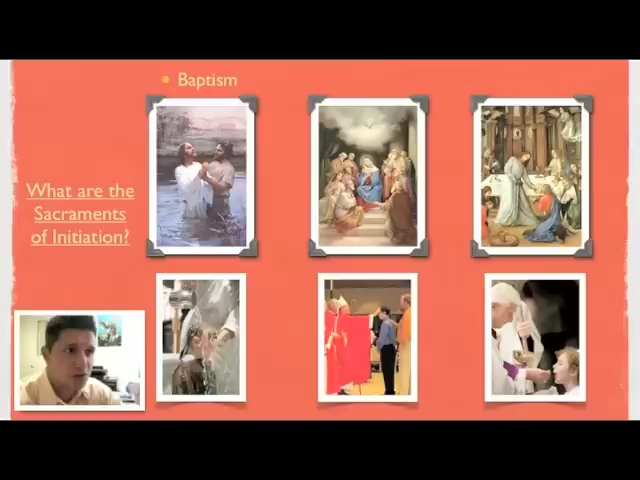 Baptism
What are the
Sacraments
of Initiation?